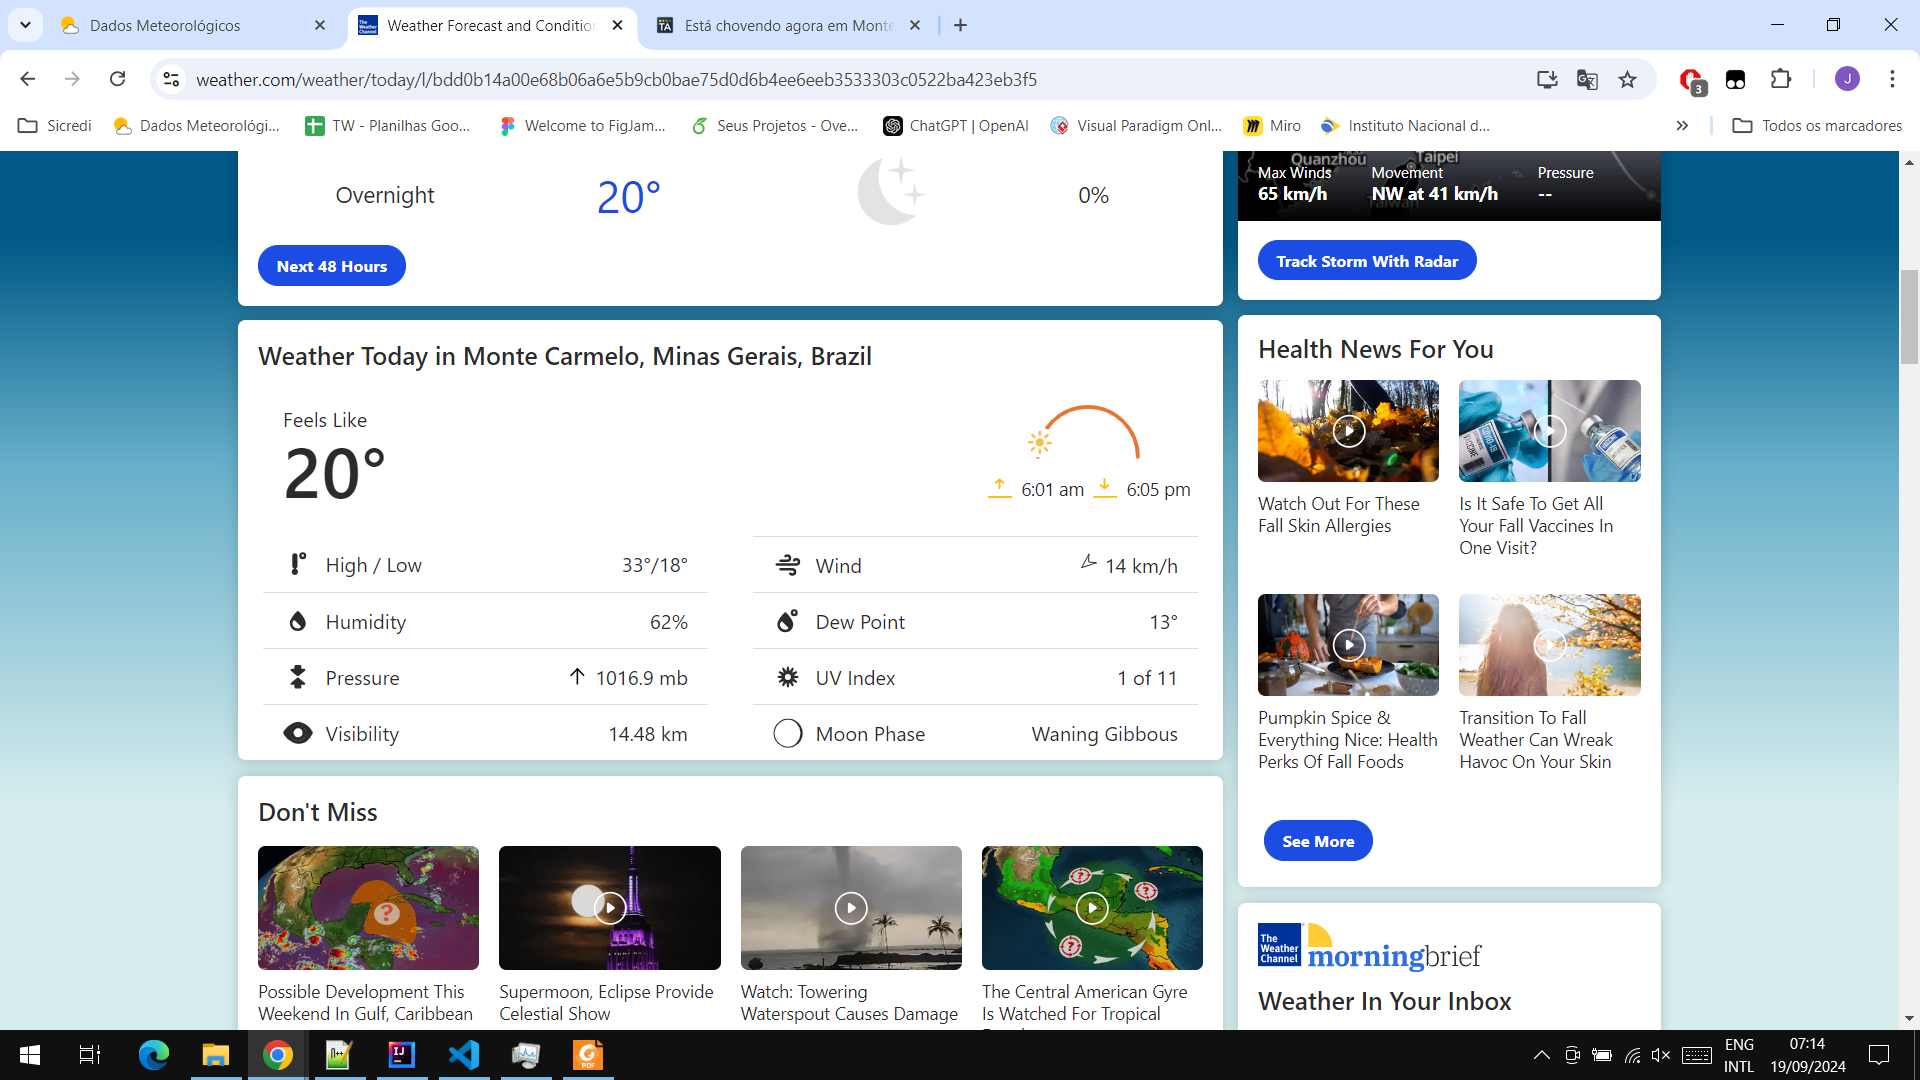 Dados Meteorológicos
Weather Forecast and Conditio
Está chovendo agora em Monte
weather.com/weather/today/l/bdd0b14a00e68b06a6e5b9cb0bae75d0d6b4ee6eeb3533303c0522ba423eb3f5
3
J
Sicredi
Dados Meteorológi...
TW - Planilhas Goo...
Welcome to FigJam...
Seus Projetos - Ove...
ChatGPT | OpenAI
Visual Paradigm Onl...
Miro
Instituto Nacional d...
Todos os marcadores
Overnight
20°
0%
Next 48 Hours
Quanzhou
Taipei
Taiwan
Max Winds
65 km/h
Movement
NW at 41 km/h
Pressure
--
Track Storm With Radar
Weather Today in Monte Carmelo, Minas Gerais, Brazil
Feels Like
20°
6:01 am
6:05 pm
High / Low
33°/18°
Wind
14 km/h
Humidity
62%
Dew Point
13°
Pressure
1016.9 mb
UV Index
1 of 11
Visibility
14.48 km
Moon Phase
Waning Gibbous
Health News For You
Watch Out For These
Fall Skin Allergies
Is It Safe To Get All
Your Fall Vaccines In
One Visit?
Pumpkin Spice &
Everything Nice: Health
Perks Of Fall Foods
Transition To Fall
Weather Can Wreak
Havoc On Your Skin
See More
Don't Miss
Possible Development This
Weekend In Gulf, Caribbean
Supermoon, Eclipse Provide
Celestial Show
Watch: Towering
Waterspout Causes Damage
The Central American Gyre
Is Watched For Tropical
The
Weather
Channel
morningbrief
Weather In Your Inbox
ENG
INTL
07:14
19/09/2024